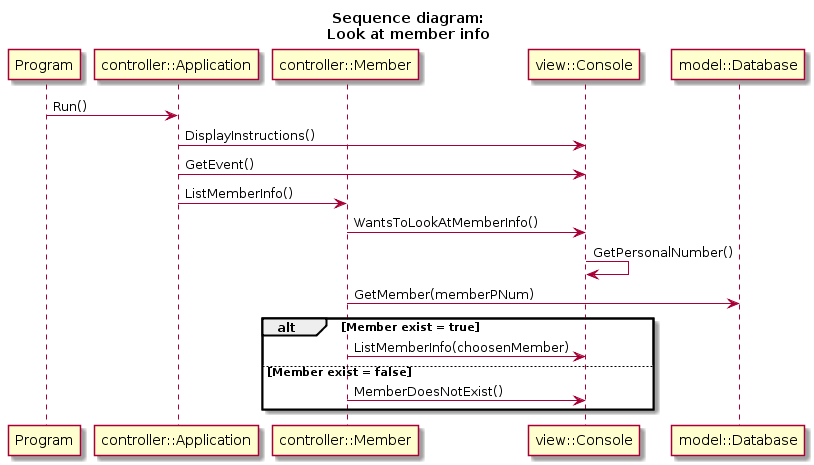 Sequence diagram:
Look at member info
Program
controller::Application
controller::Member
view::Console
model::Database
Run()
DisplayInstructions()
GetEvent()
ListMemberInfo()
WantsToLookAtMemberInfo()
GetPersonalNumber()
GetMember(memberPNum)
alt [Member exist = true]
ListMemberInfo(choosenMember)
[Member exist = false]
MemberDoesNotExist()
Program
controller::Application
controller::Member
view::Console
model::Database